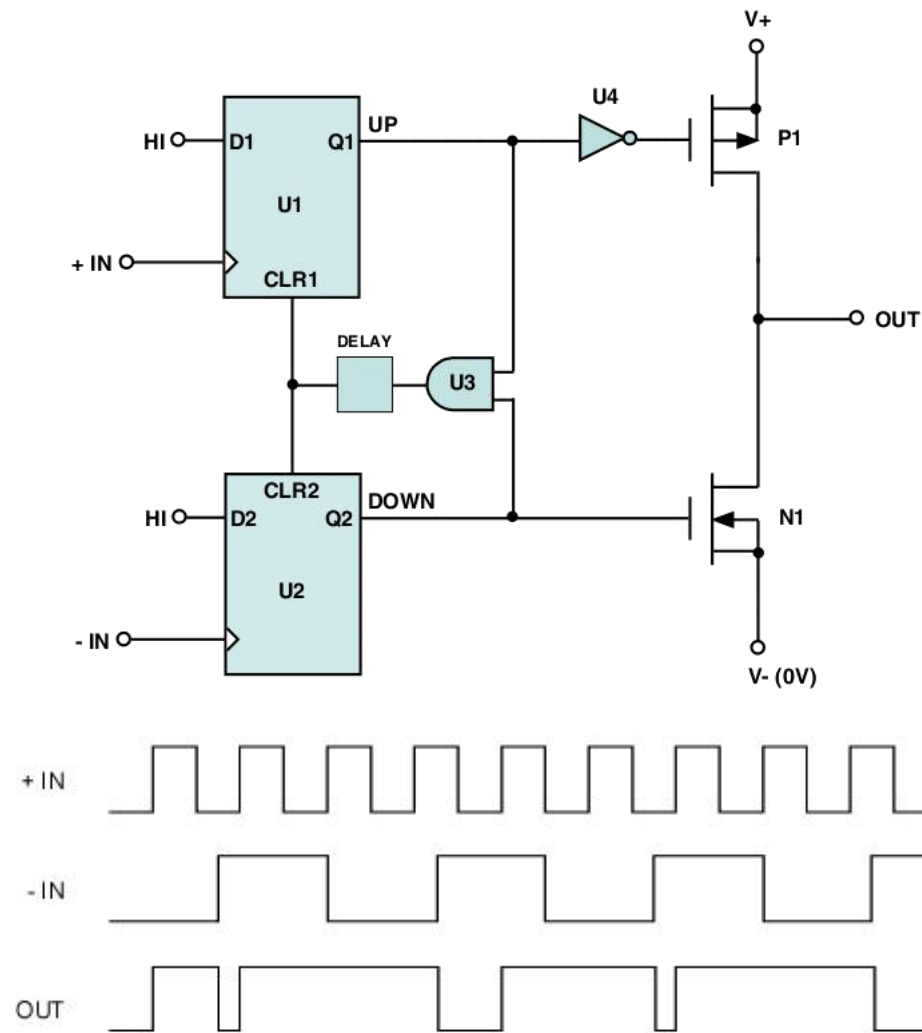 V+
U4
UP
HI
D1
Q1
P1
U1
+ IN
CLR1
OUT
DELAY
U3
CLR2
DOWN
HI
D2
Q2
N1
U2
- IN
V- (0V)
+ IN
- IN
OUT